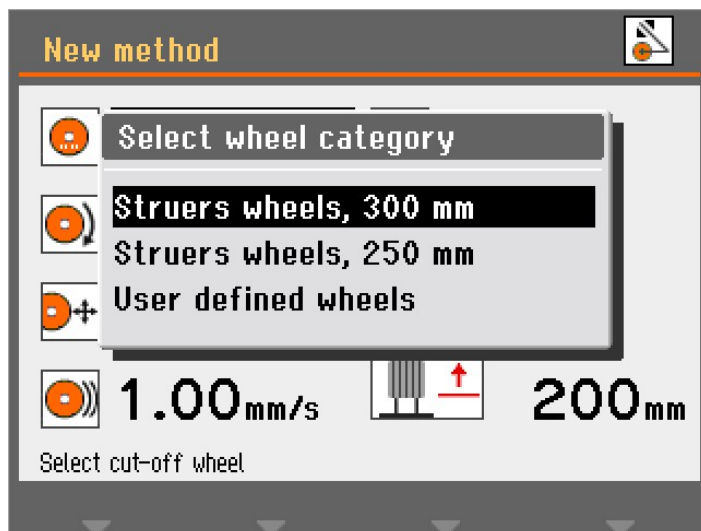 New method
Select wheel category
Struers wheels, 300 mm
Struers wheels, 250 mm
User defined wheels
1.00mm/s
200mm
Select cut-off wheel